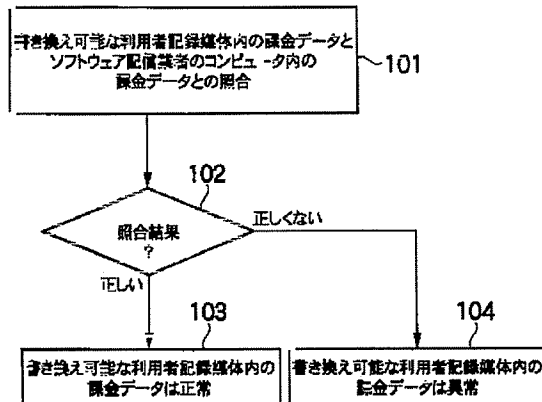 書き換え可能な利用者記録媒体内の課金データと
ソフトウェア配信業者のコンピュータ内の
課金データとの照合
101
102
照合結果
?
正しくない
正しい
103
104
書き換え可能な利用者記録媒体内の
課金データは正常
書き換え可能な利用者記録媒体内の
課金データは異常